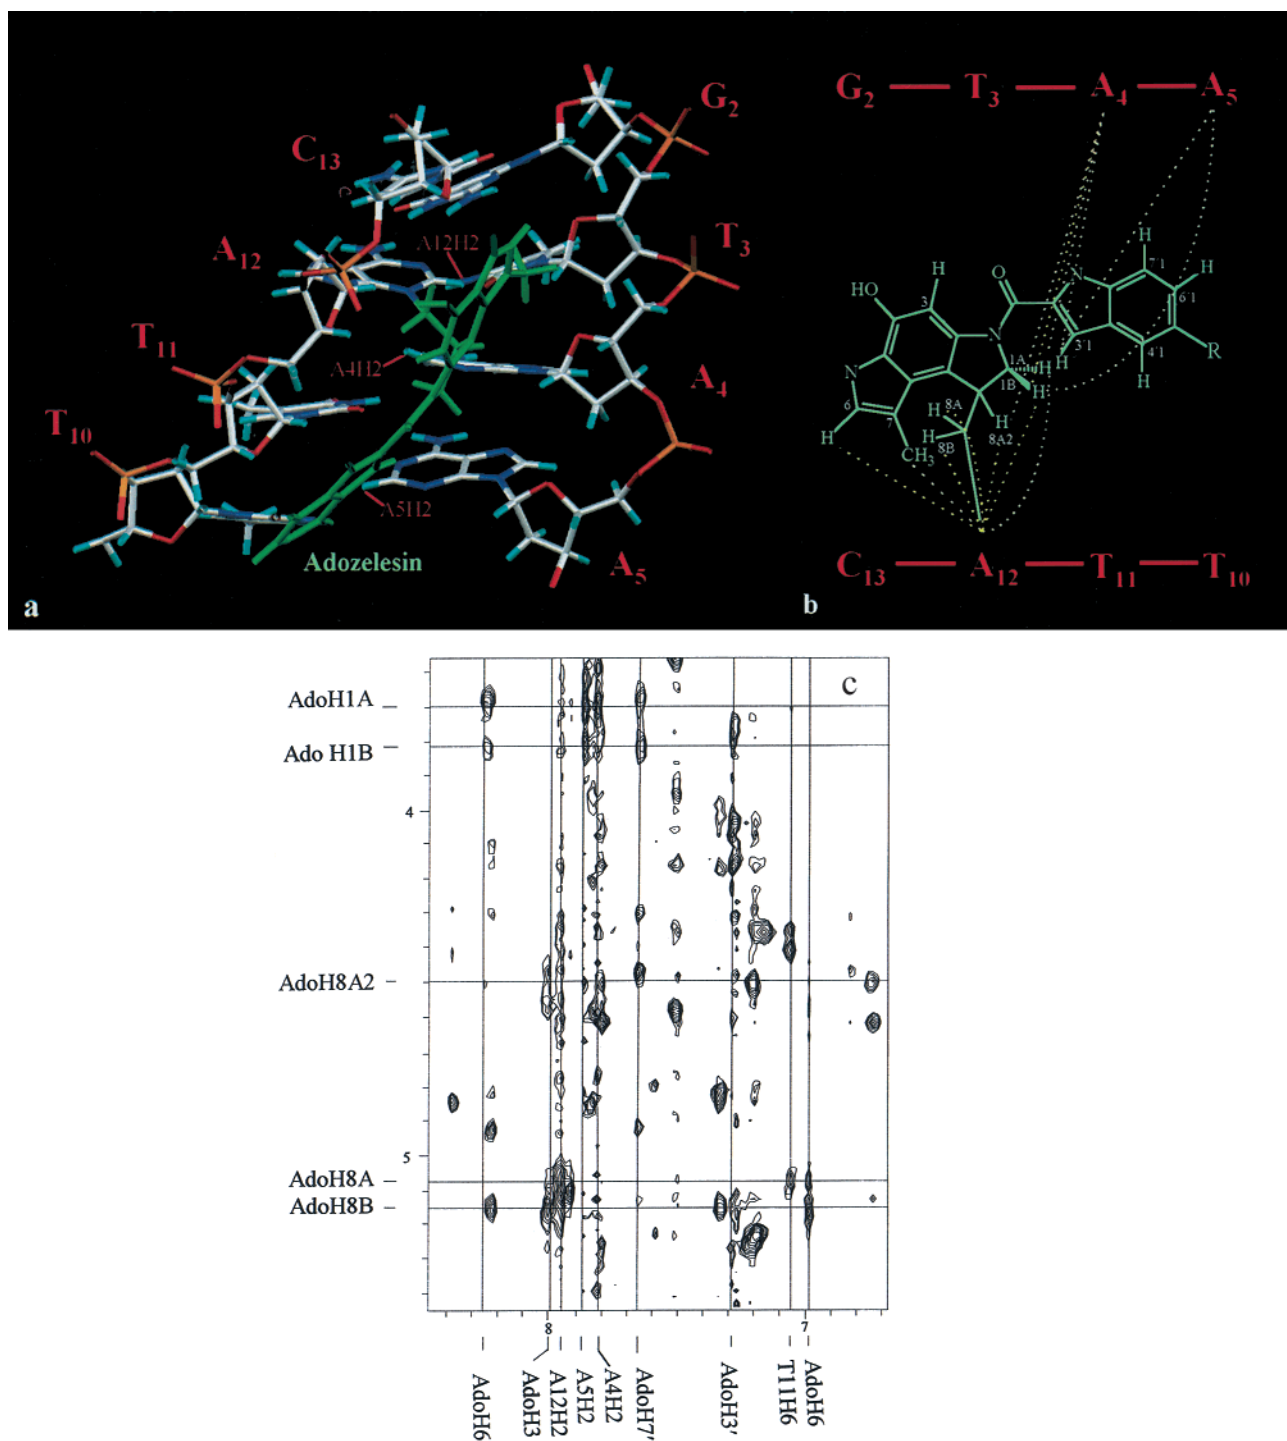 G2
C13
A12H2
A12
T3
T11
A4H2
A4
T10
A5H2
Adozelesin
A5
a
G2 T3 A4 A5
H
H
N
7'1
H
O
HO
3
6'1
N
3'1
R
1A
H
4'1
N
1B
H
H
H
8A
H
6
7
H
8B
H
8A2
H
CH3
C13 A12 T11 T10
b
c
AdoH1A
Ado H1B
4
AdoH8A2
5
AdoH8A
AdoH8B
8
7
AdoH6
AdoH3
A12H2
A5H2
A4H2
AdoH7'
AdoH3'
T11H6
AdoH6